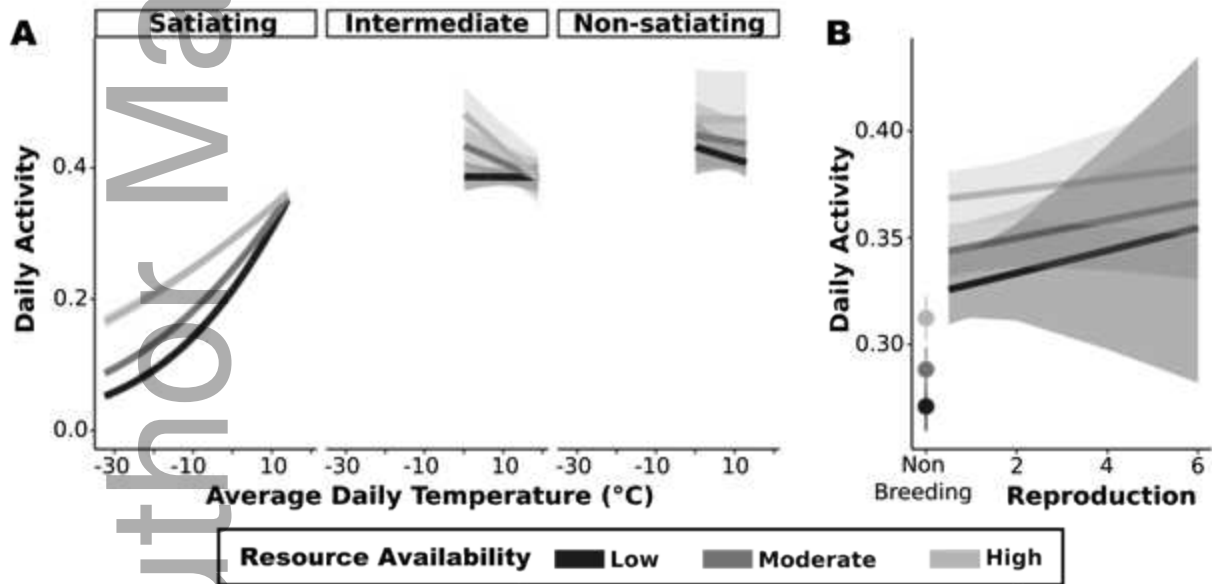 A Satiating Intermediate Non-satiating B
Daily Activity
0.4
0.2
0.0
-30 -10 10 -30 -10 10 -30 -10 10
Average Daily Temperature (°C)
Daily Activity
0.40
0.35
0.30
Non
Breeding
2 4 6
Reproduction
Resource Availability Low Moderate High
uthor Ma